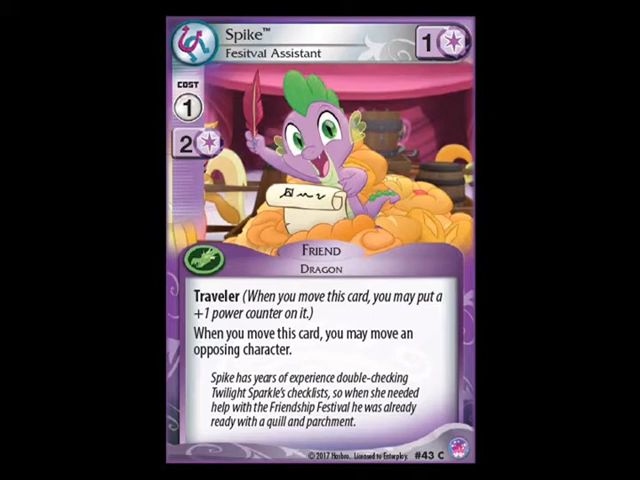 Spike™
Fesitval Assistant
1
COST
1
2
FRIEND
DRAGON
Traveler (When you move this card, you may put a
+1 power counter on it.)
When you move this card, you may move an
opposing character.
Spike has years of experience double-checking
Twilight Sparkle's checklists, so when she needed
help with the Friendship Festival he was already
ready with a quill and parchment.
© 2017 Hasbro. Licensed to Enterplay. #43 C